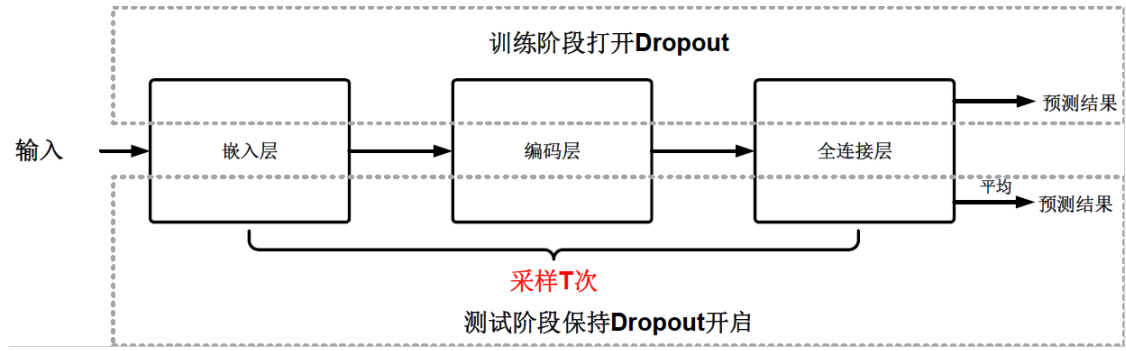 训练阶段打开Dropout
预测结果
输入
嵌入层
编码层
全连接层
平均
预测结果
采样T次
测试阶段保持Dropout开启